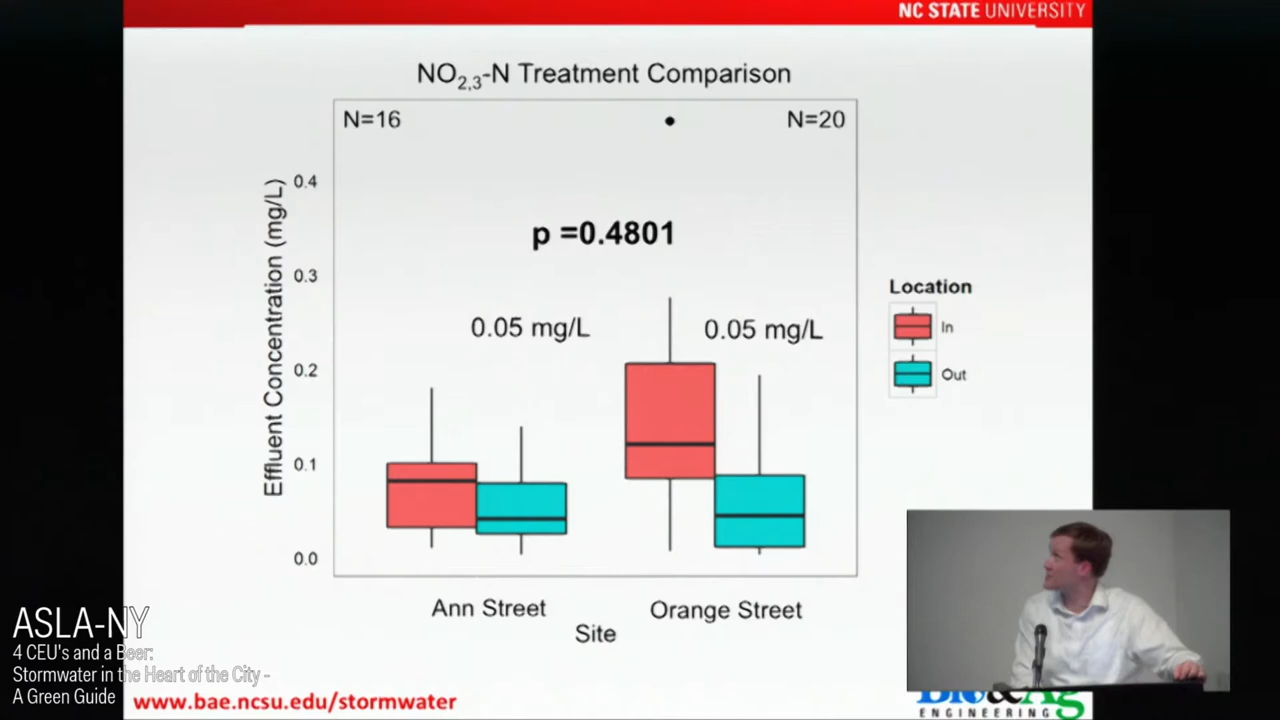 NC STATE UNIVERSITY
NO2,3-N Treatment Comparison
N=16
N=20
0.4
p =0.4801
0.3
0.05 mg/L
0.05 mg/L
0.2
0.1
0.0
Effluent Concentration (mg/L)
Location
In
Out
Ann Street
Orange Street
Site
ASLA-NY
4 CEU's and a Beer:
Stormwater in the Heart of the City -
A Green Guide
www.bae.ncsu.edu/stormwater
Bio&Ag
ENGINEERING